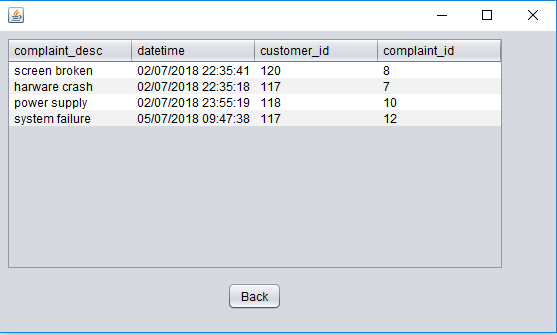 complaint_desc datetime customer_id complaint_id
screen broken 02/07/2018 22:35:41 120 8
harware crash 02/07/2018 22:35:18 117 7
power supply 02/07/2018 23:55:19 118 10
system failure 05/07/2018 09:47:38 117 12
Back